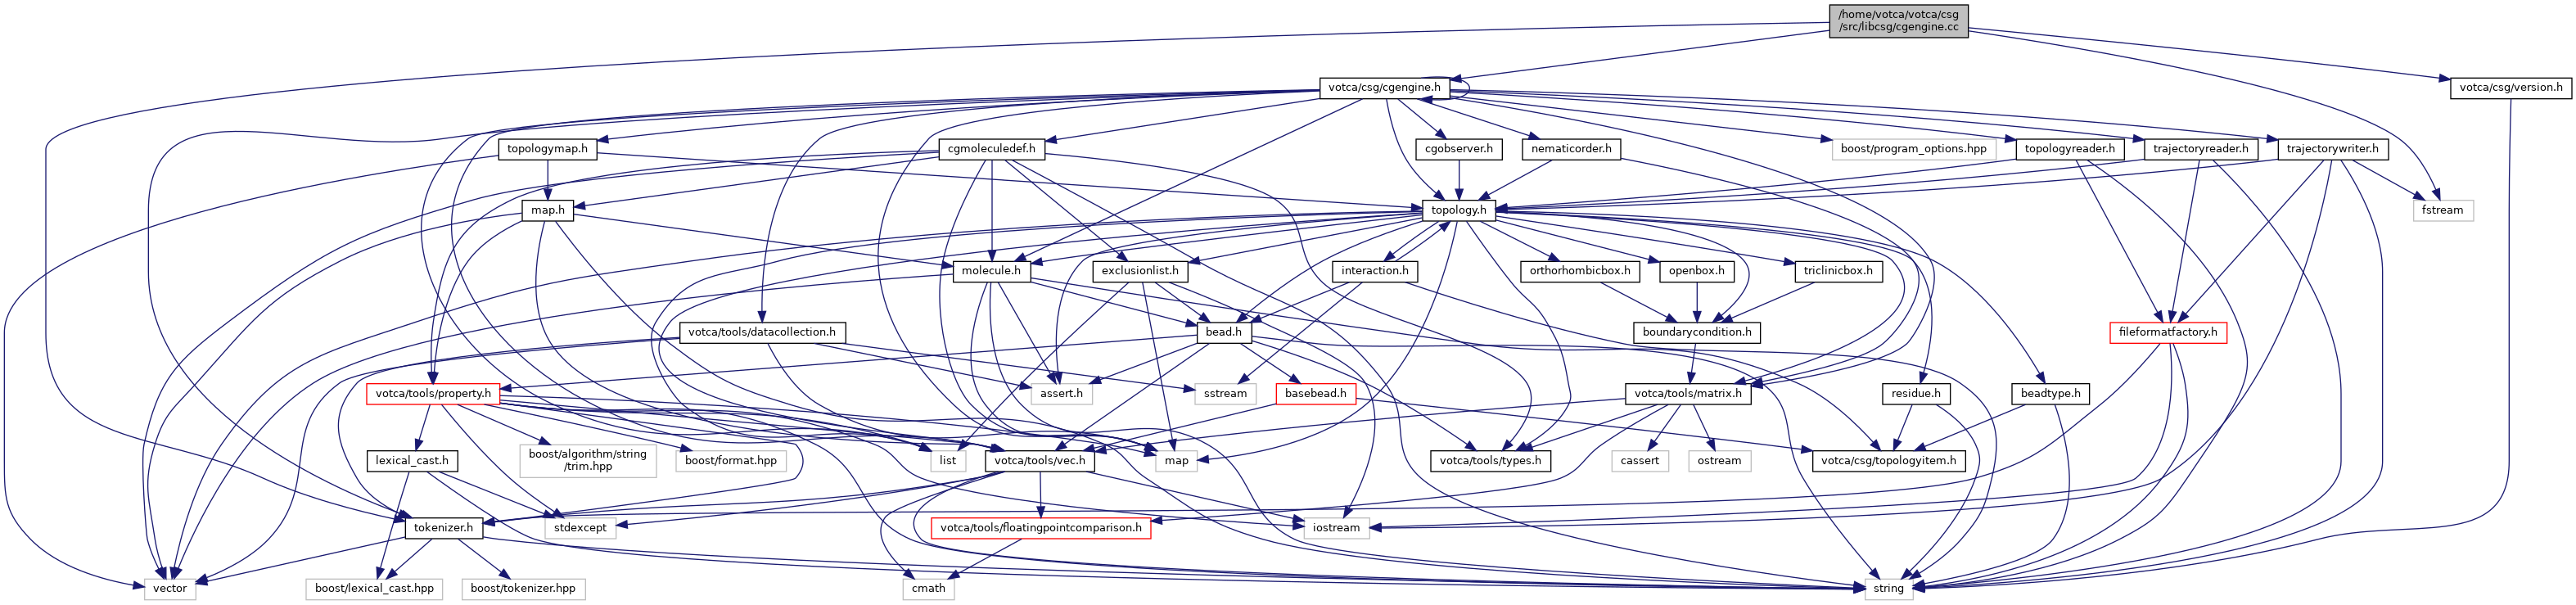 /home/votca/votca/csg
/src/libcsg/cgengine.cc
votca/csg/cgengine.h
votca/csg/version.h
topologymap.h
cgmoleculedef.h
cgobserver.h
nematicorder.h
boost/program_options.hpp
topologyreader.h
trajectoryreader.h
trajectorywriter.h
map.h
topology.h
fstream
molecule.h
exclusionlist.h
interaction.h
orthorhombicbox.h
openbox.h
triclinicbox.h
votca/tools/datacollection.h
bead.h
boundarycondition.h
fileformatfactory.h
votca/tools/property.h
assert.h
sstream
basebead.h
votca/tools/matrix.h
residue.h
beadtype.h
lexical_cast.h
boost/algorithm/string
/trim.hpp
boost/format.hpp
list
votca/tools/vec.h
map
votca/tools/types.h
cassert
ostream
votca/csg/topologyitem.h
tokenizer.h
stdexcept
votca/tools/floatingpointcomparison.h
iostream
vector
boost/lexical_cast.hpp
boost/tokenizer.hpp
cmath
string